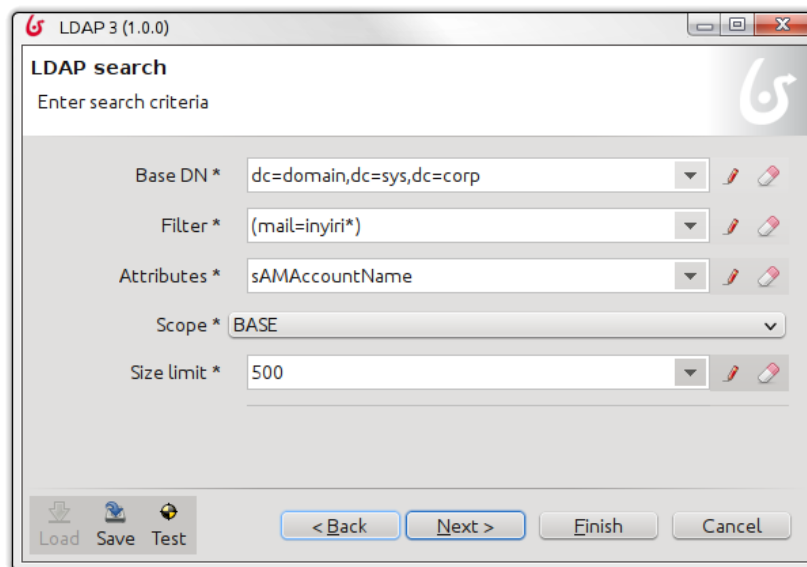 LDAP 3 (1.0.0)
LDAP search
Enter search criteria
Base DN * dc=domain,dc=sys,dc=corp
Filter * (mail=inyiri*)
Attributes * sAMAccountName
Scope * BASE
Size limit * 500
Load Save Test < Back Next > Finish Cancel